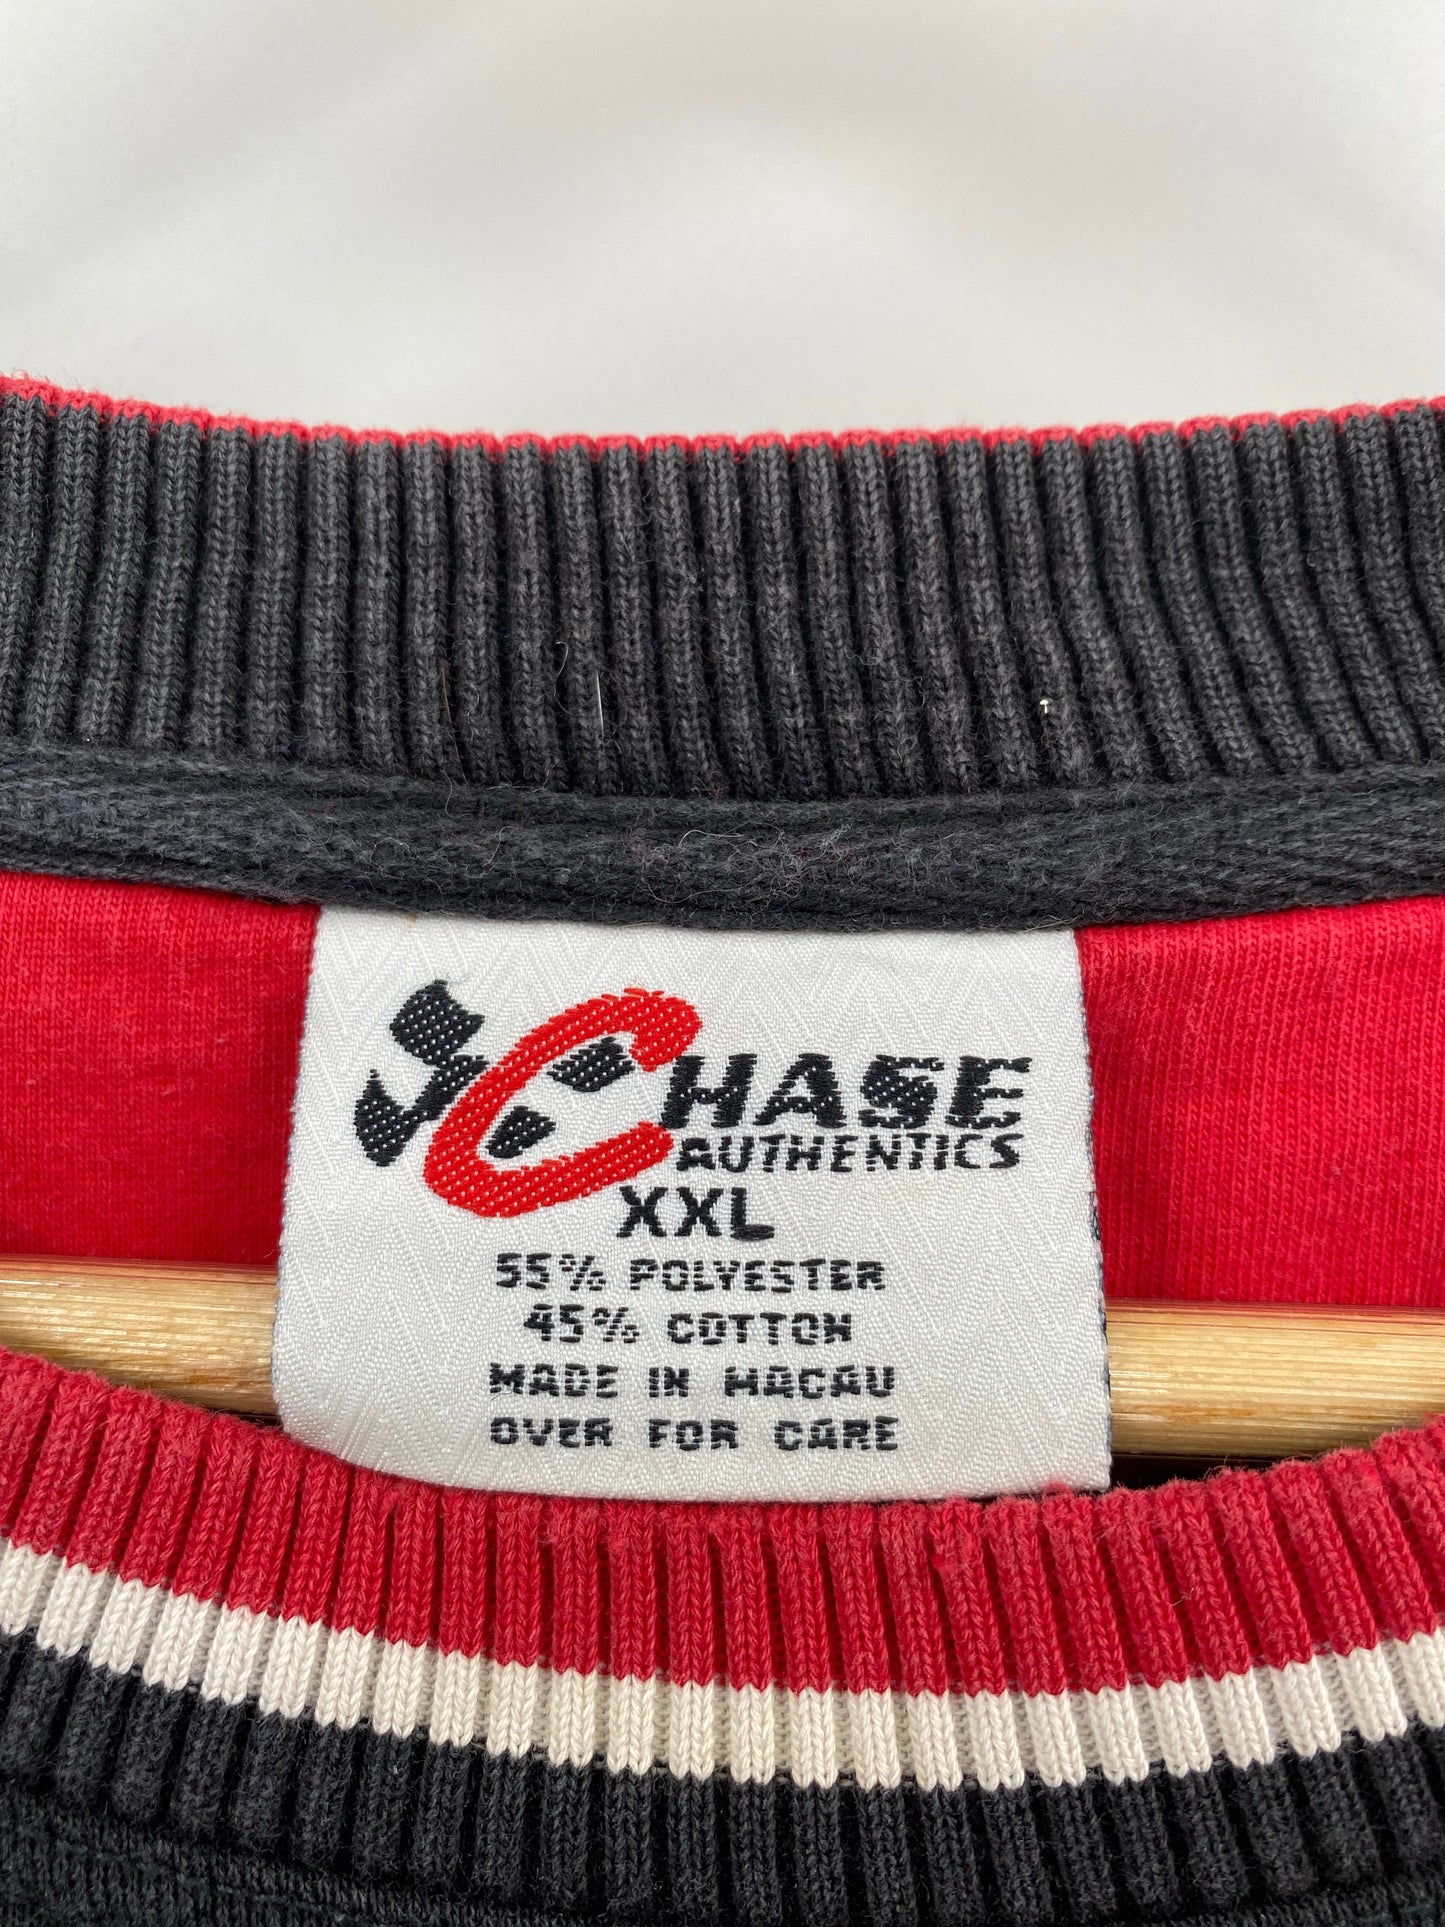 CHASE
AUTHENTICS
XXL
55% POLYESTER
45% COTTON
MADE IN MACAU
OVER FOR CARE